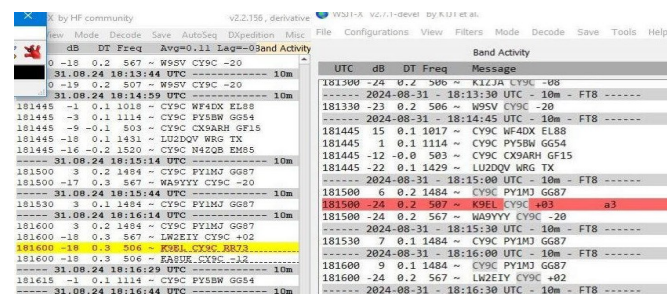 X by HF community v2.2.156, derivative
View Mode Decode Save AutoSeq DXpedition Misc
dB DT Freq Avg=0.11 Lag=-0 Band Activity
0 -18 0.2 567 ~ W9SV CY9C -20
----- 31.08.24 18:13:44 UTC ------------ 10m
0 -19 0.2 507 ~ W9SV CY9C -20
----- 31.08.24 18:14:59 UTC ------------ 10m
181445 -1 0.1 1018 ~ CY9C WF4DX EL88
181445 -3 0.1 1114 ~ CY9C PY5BW GG54
181445 -9 -0.1 503 ~ CY9C CX9ARH GF15
181445 -18 0.1 1431 ~ LU2DQV WRG TX
181445 -16 -0.2 1520 ~ CY9C N4ZQB EM85
----- 31.08.24 18:15:14 UTC ------------ 10m
181500 3 0.2 1484 ~ CY9C PY1MJ GG87
181500 -17 0.3 567 ~ WA9YYY CY9C -20
----- 31.08.24 18:15:44 UTC ------------ 10m
181530 3 0.1 1484 ~ CY9C PY1MJ GG87
181600 3 0.2 1484 ~ CY9C PY1MJ GG87
181600 -18 0.3 567 ~ LW2EIY CY9C +02
181600 -18 0.3 506 ~ K9EL CY9C RR73
181600 -18 0.3 506 ~ EA8UE CY9C -12
----- 31.08.24 18:16:29 UTC ------------ 10m
181615 -1 0.1 1114 ~ CY9C PY5BW GG54
----- 31.08.24 18:16:44 UTC ------------ 10m
WSJT-X v2.7.1-devel by K1JT et al.
File Configurations View Filters Mode Decode Save Tools Help
Band Activity
UTC dB DT Freq Message
181300 -24 0.2 506 ~ K1ZJA CY9C -08
------ 2024-08-31 - 18:13:30 UTC - 10m - FT8 ------
181330 -23 0.2 506 ~ W9SV CY9C -20
------ 2024-08-31 - 18:14:45 UTC - 10m - FT8 ------
181445 15 0.1 1017 ~ CY9C WF4DX EL88
181445 1 0.1 1114 ~ CY9C PY5BW GG54
181445 -12 -0.0 503 ~ CY9C CX9ARH GF15
181445 -22 0.1 1429 ~ LU2DQV WRG TX
------ 2024-08-31 - 18:15:00 UTC - 10m - FT8 ------
181500 6 0.2 1484 ~ CY9C PY1MJ GG87
181500 -24 0.2 507 ~ K9EL CY9C +03 a3
181500 -24 0.2 567 ~ WA9YYY CY9C -20
------ 2024-08-31 - 18:15:30 UTC - 10m - FT8 ------
181530 7 0.1 1484 ~ CY9C PY1MJ GG87
------ 2024-08-31 - 18:16:00 UTC - 10m - FT8 ------
181600 9 0.1 1484 ~ CY9C PY1MJ GG87
181600 -24 0.2 567 ~ LW2EIY CY9C +02
------ 2024-08-31 - 18:16:30 UTC - 10m - FT8 ------